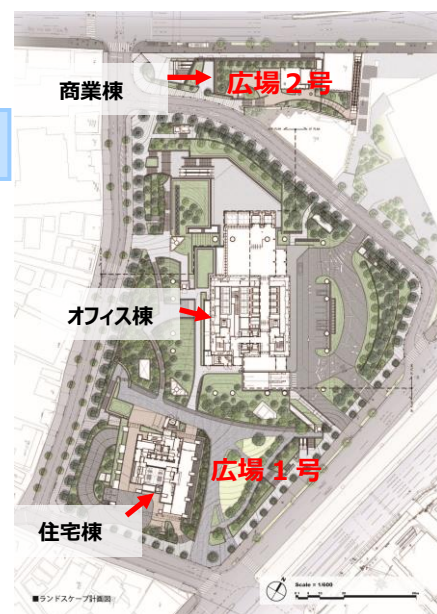 商業棟
広場２号
オフィス棟
広場１号
住宅棟
■ランドスケープ計画図
Scale = 1/600